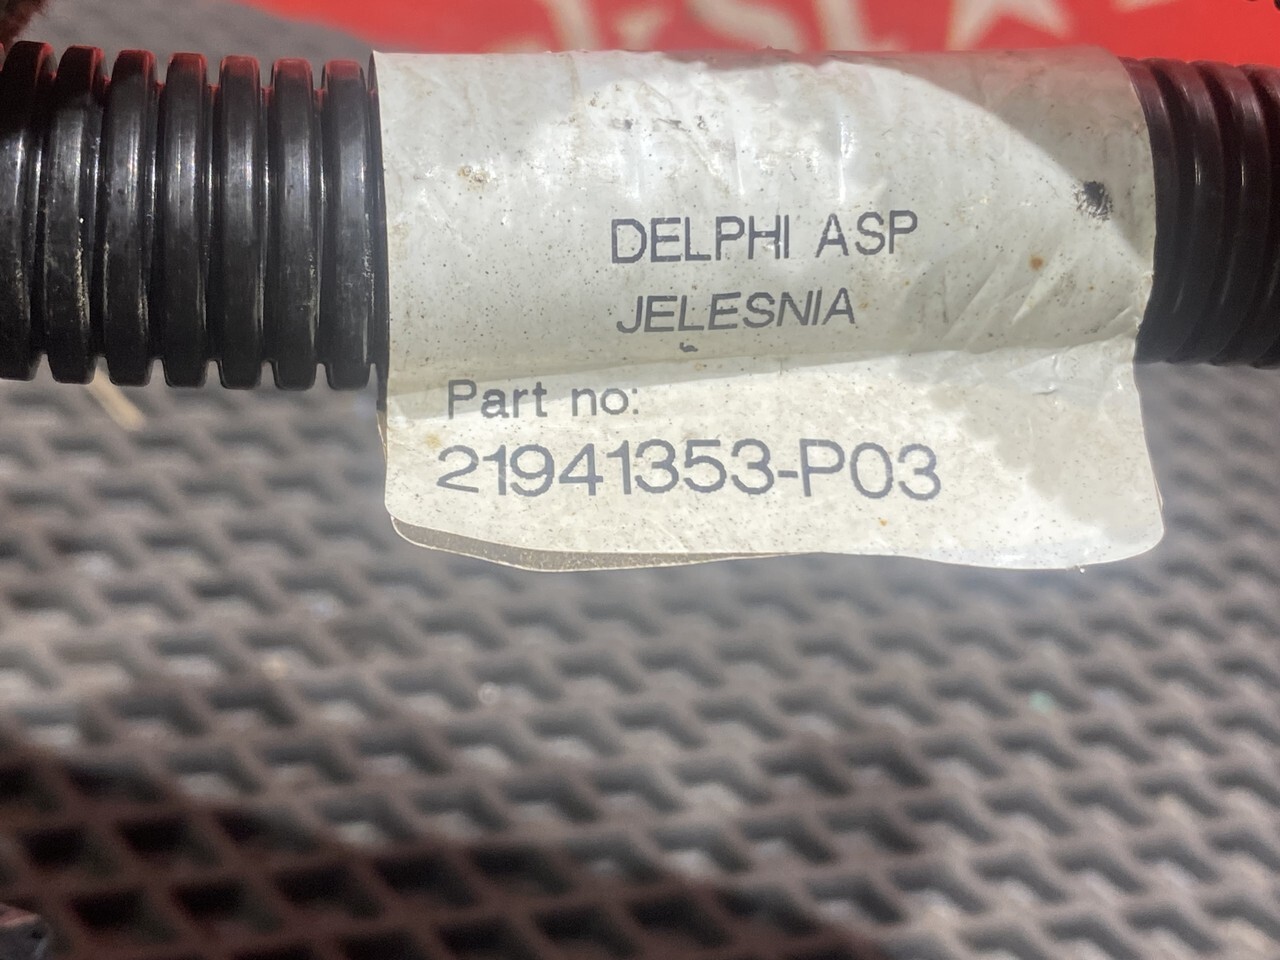 DELPHI ASP
JELESNIA
Part no:
21941353-P03